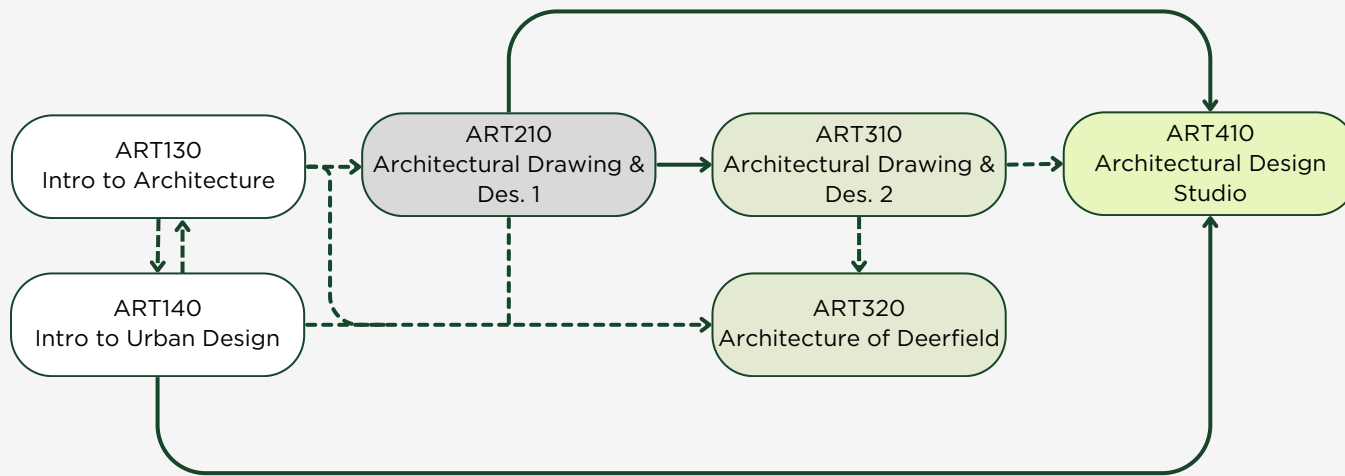 ART130
Intro to Architecture
ART140
Intro to Urban Design
ART210
Architectural Drawing &
Des. 1
ART310
Architectural Drawing &
Des. 2
ART320
Architecture of Deerfield
ART410
Architectural Design
Studio